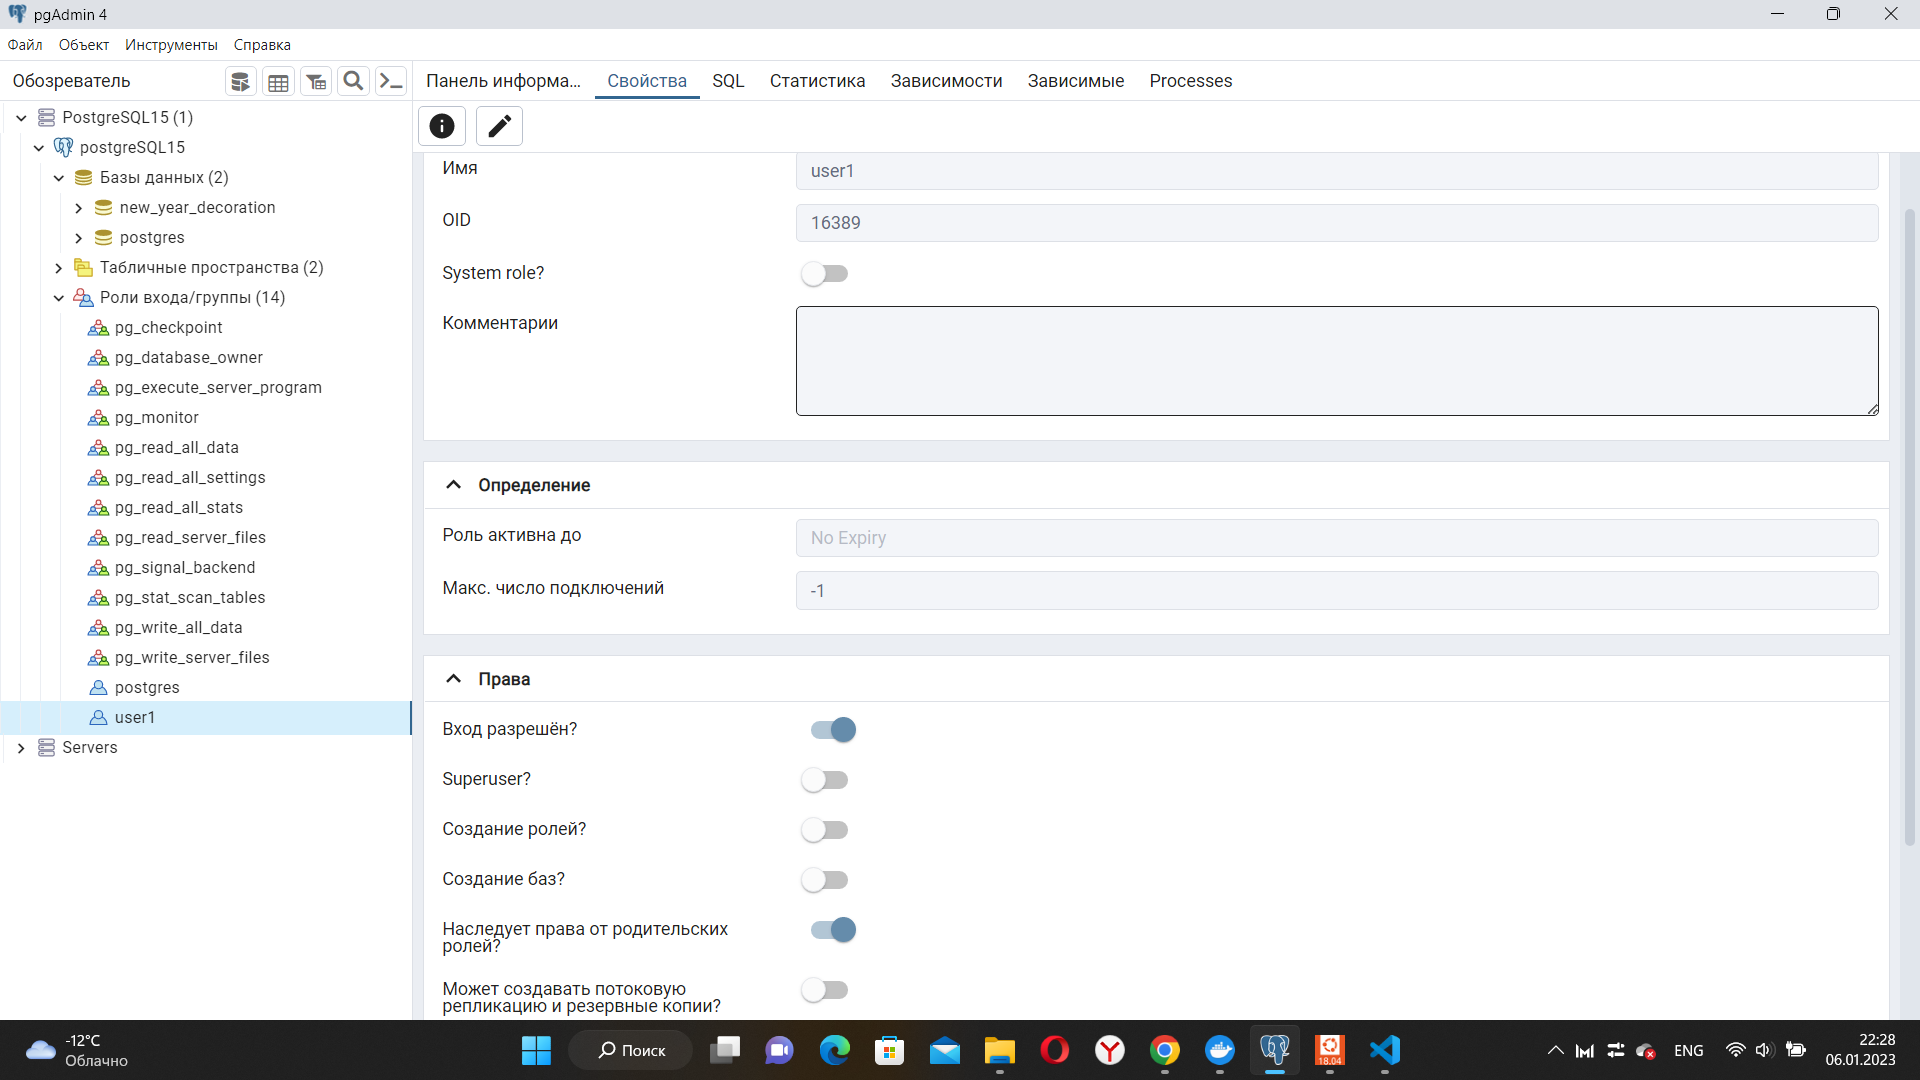 pgAdmin 4
Файл Объект Инструменты Справка
Обозреватель
Панель информа... Свойства SQL Статистика Зависимости Зависимые Processes
PostgreSQL15 (1)
postgreSQL15
Базы данных (2)
new_year_decoration
postgres
Табличные пространства (2)
Роли входа/группы (14)
pg_checkpoint
pg_database_owner
pg_execute_server_program
pg_monitor
pg_read_all_data
pg_read_all_settings
pg_read_all_stats
pg_read_server_files
pg_signal_backend
pg_stat_scan_tables
pg_write_all_data
pg_write_server_files
postgres
user1
Servers
Имя user1
OID 16389
System role?
Комментарии
Определение
Роль активна до No Expiry
Макс. число подключений -1
Права
Вход разрешён?
Superuser?
Создание ролей?
Создание баз?
Наследует права от родительских
ролей?
Может создавать потоковую
репликацию и резервные копии?
-12°C
Облачно
Поиск
18.04
ENG
22:28
06.01.2023